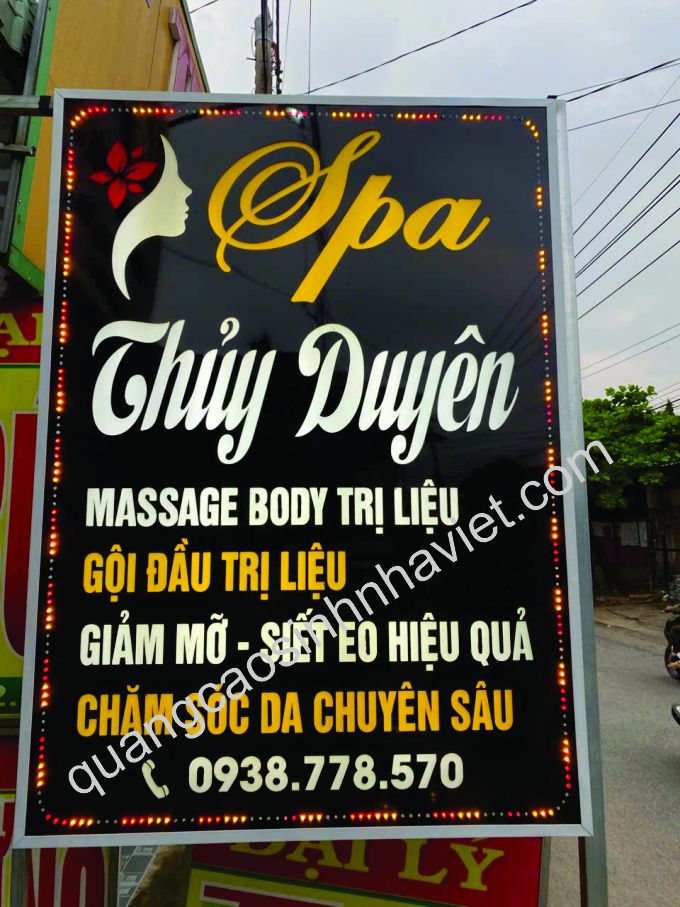 Spa
Thủy Duyên
MASSAGE BODY TRỊ LIỆU
GỘI ĐẦU TRỊ LIỆU
GIẢM MỠ - SIẾT EO HIỆU QUẢ
CHĂM SÓC DA CHUYÊN SÂU
0938.778.570
quangcaosminhnhaviet.com
ĐẠI LÝ